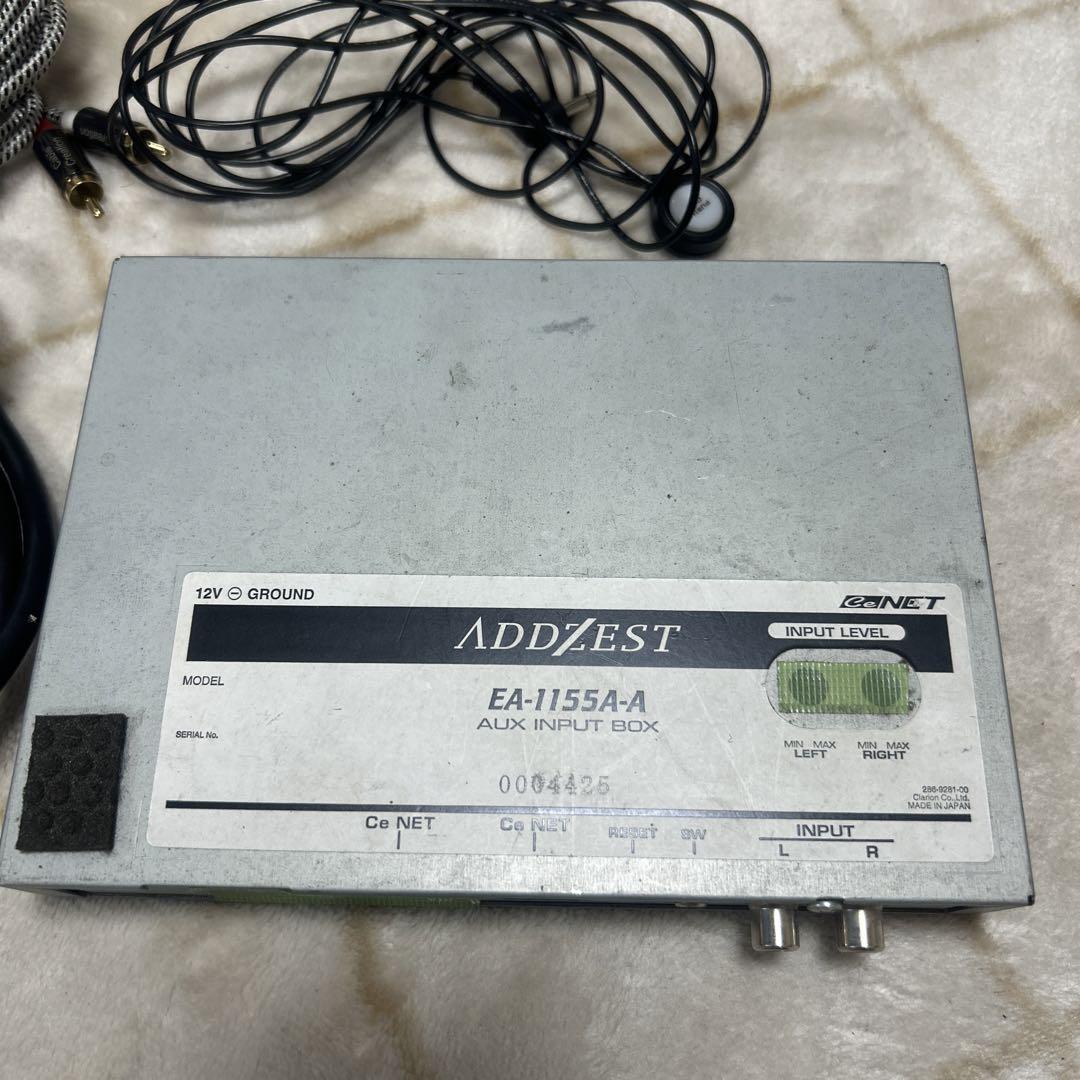 12V ⊖ GROUND
CeNET
ADDZEST
INPUT LEVEL
MODEL
EA-1155A-A
AUX INPUT BOX
SERIAL No.
MIN MAX MIN MAX
LEFT RIGHT
0004425
286-9281-00
Clarion Co., Ltd.
MADE IN JAPAN
Ce NET Ce NET RESET SW INPUT
L R